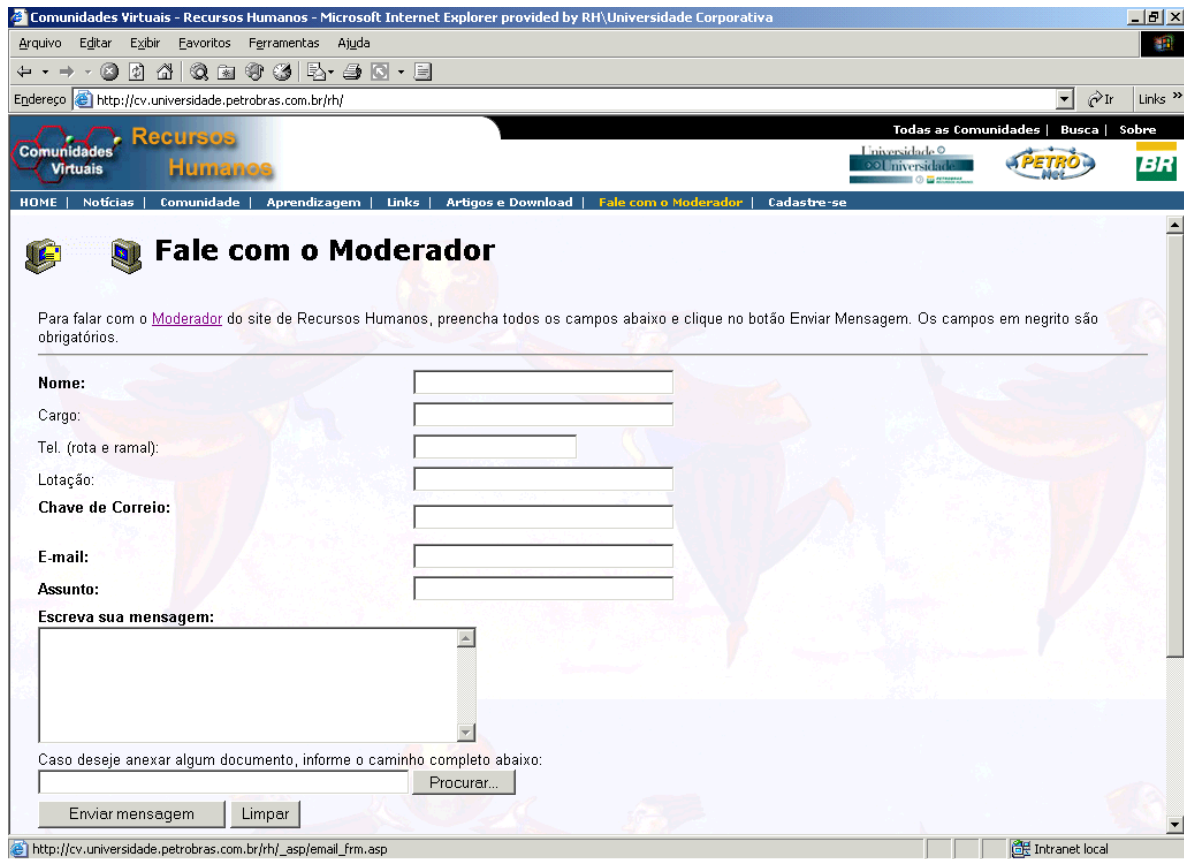 Comunidades Virtuais - Recursos Humanos - Microsoft Internet Explorer provided by RH\Universidade Corporativa
Arquivo Editar Exibir Favoritos Ferramentas Ajuda
Endereço http://cv.universidade.petrobras.com.br/rh/ Ir Links »
Todas as Comunidades | Busca | Sobre
Comunidades Virtuais
Recursos Humanos
Universidade
Universidade
PETROBRAS
PETRO Net
BR
HOME | Notícias | Comunidade | Aprendizagem | Links | Artigos e Download | Fale com o Moderador | Cadastre-se
Fale com o Moderador
Para falar com o Moderador do site de Recursos Humanos, preencha todos os campos abaixo e clique no botão Enviar Mensagem. Os campos em negrito são
obrigatórios.
Nome:
Cargo:
Tel. (rota e ramal):
Lotação:
Chave de Correio:
E-mail:
Assunto:
Escreva sua mensagem:
Caso deseje anexar algum documento, informe o caminho completo abaixo:
Procurar...
Enviar mensagem Limpar
http://cv.universidade.petrobras.com.br/rh/_asp/email_frm.asp Intranet local